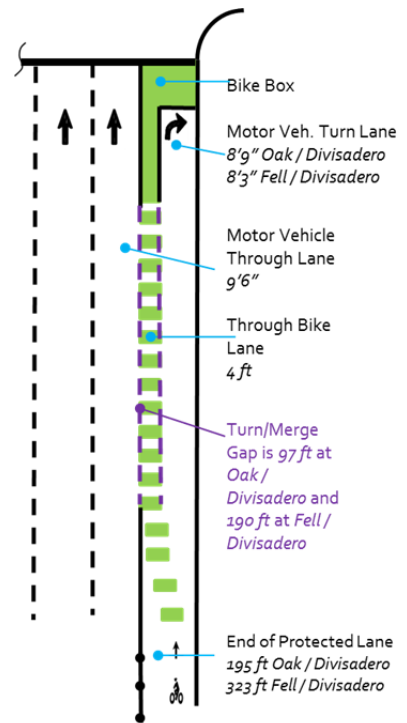 Bike Box
Motor Veh. Turn Lane
8'9" Oak / Divisadero
8'3" Fell / Divisadero
Motor Vehicle
Through Lane
9'6"
Through Bike
Lane
4 ft
Turn/Merge
Gap is 97 ft at
Oak /
Divisadero and
190 ft at Fell /
Divisadero
End of Protected Lane
195 ft Oak / Divisadero
323 ft Fell / Divisadero